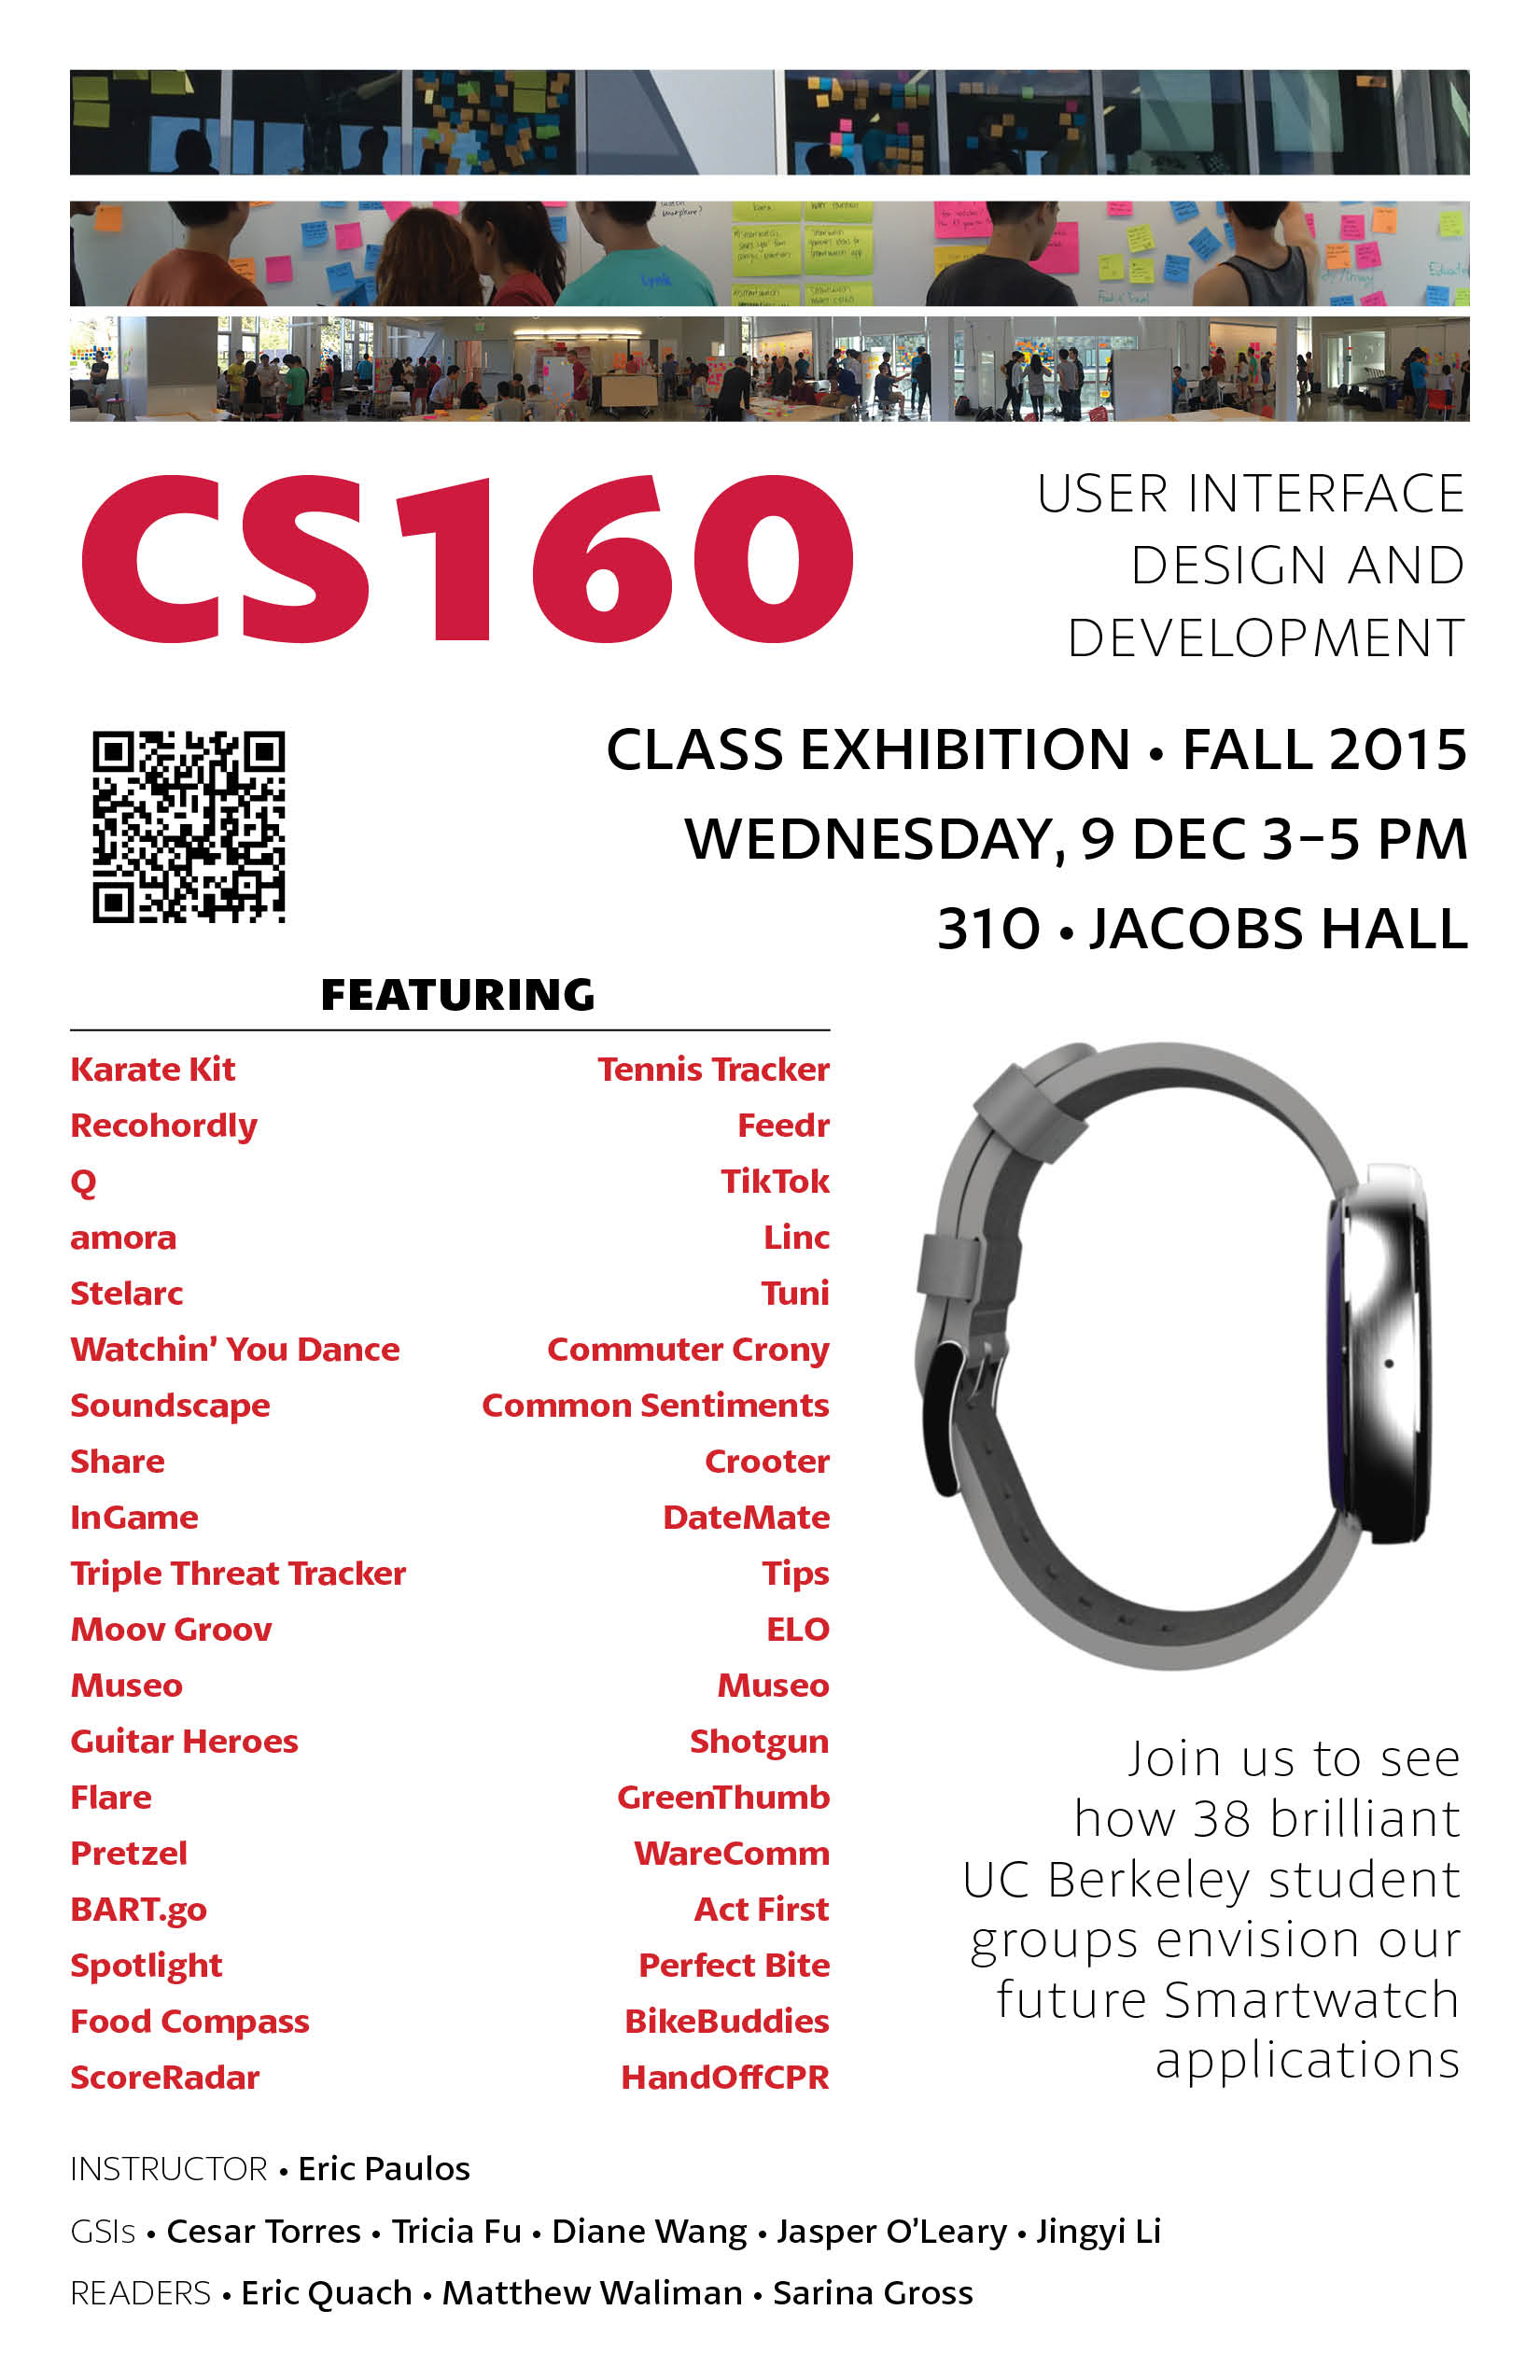 Lynk
CS160
USER INTERFACE
DESIGN AND
DEVELOPMENT
CLASS EXHIBITION • FALL 2015
WEDNESDAY, 9 DEC 3–5 PM
310 • JACOBS HALL
FEATURING
Karate Kit
Recohordly
Q
amora
Stelarc
Watchin’ You Dance
Soundscape
Share
InGame
Triple Threat Tracker
Moov Groov
Museo
Guitar Heroes
Flare
Pretzel
BART.go
Spotlight
Food Compass
ScoreRadar
Tennis Tracker
Feedr
TikTok
Linc
Tuni
Commuter Crony
Common Sentiments
Crooter
DateMate
Tips
ELO
Museo
Shotgun
GreenThumb
WareComm
Act First
Perfect Bite
BikeBuddies
HandOffCPR
Join us to see
how 38 brilliant
UC Berkeley student
groups envision our
future Smartwatch
applications
INSTRUCTOR • Eric Paulos
GSIs • Cesar Torres • Tricia Fu • Diane Wang • Jasper O’Leary • Jingyi Li
READERS • Eric Quach • Matthew Waliman • Sarina Gross